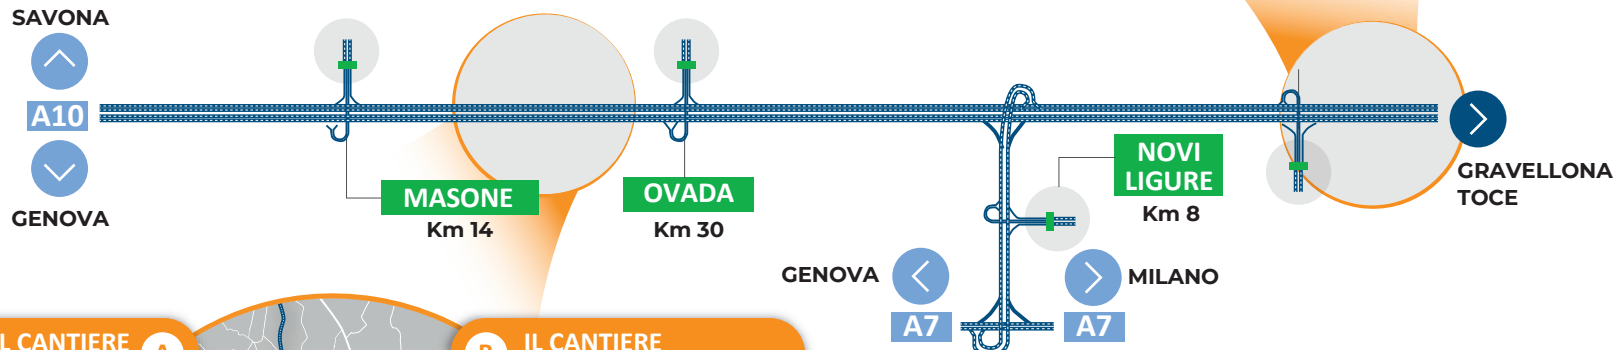 SAVONA
A10
GENOVA
MASONE
Km 14
OVADA
Km 30
NOVI
LIGURE
Km 8
GRAVELLONA
TOCE
GENOVA
MILANO
A7
A7
IL CANTIERE
A
B
IL CANTIERE